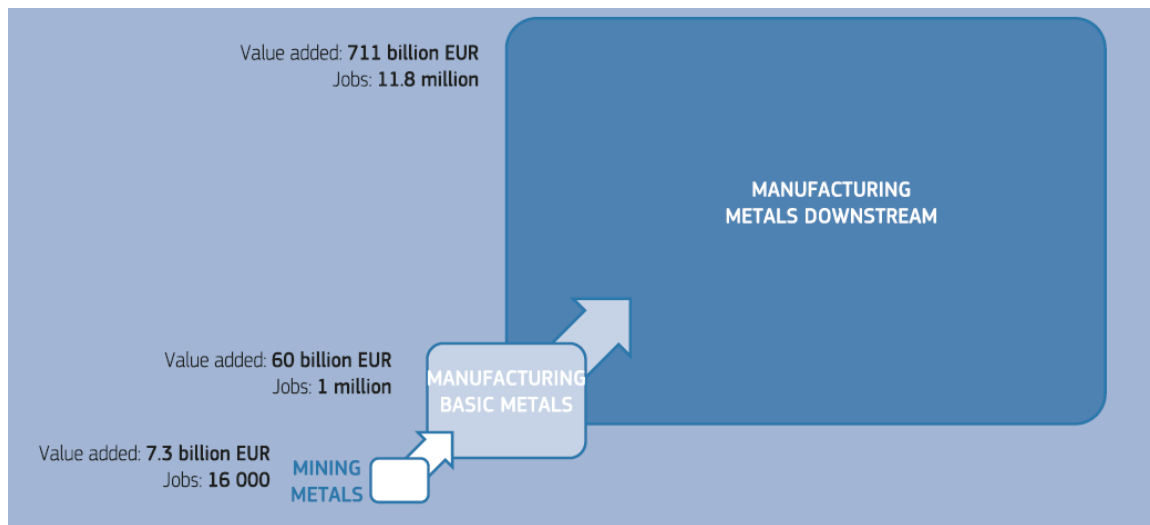 Value added: 711 billion EUR
Jobs: 11.8 million
MANUFACTURING
METALS DOWNSTREAM
Value added: 60 billion EUR
Jobs: 1 million
MANUFACTURING
BASIC METALS
Value added: 7.3 billion EUR
Jobs: 16 000
MINING
METALS